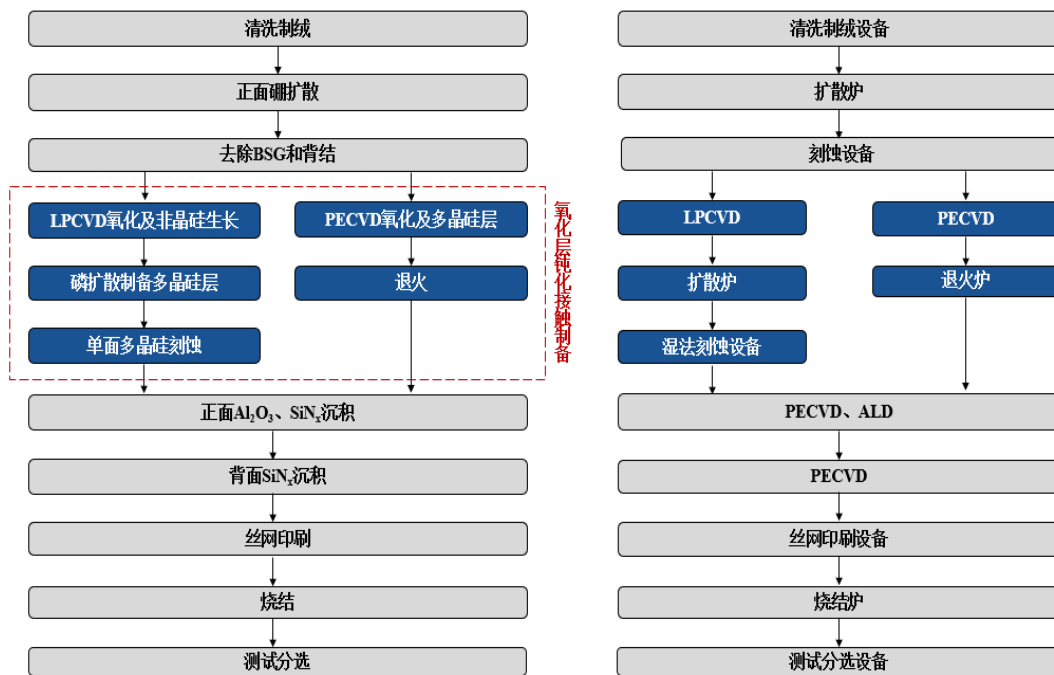 清洗制绒
正面硼扩散
去除BSG和背结
LPCVD氧化及非晶硅生长
PECVD氧化及多晶硅层
磷扩散制备多晶硅层
退火
单面多晶硅刻蚀
氧化层钝化接触制备
正面Al₂O₃、SiNₓ沉积
背面SiNₓ沉积
丝网印刷
烧结
测试分选
清洗制绒设备
扩散炉
刻蚀设备
LPCVD
PECVD
扩散炉
退火炉
湿法刻蚀设备
PECVD、ALD
PECVD
丝网印刷设备
烧结炉
测试分选设备